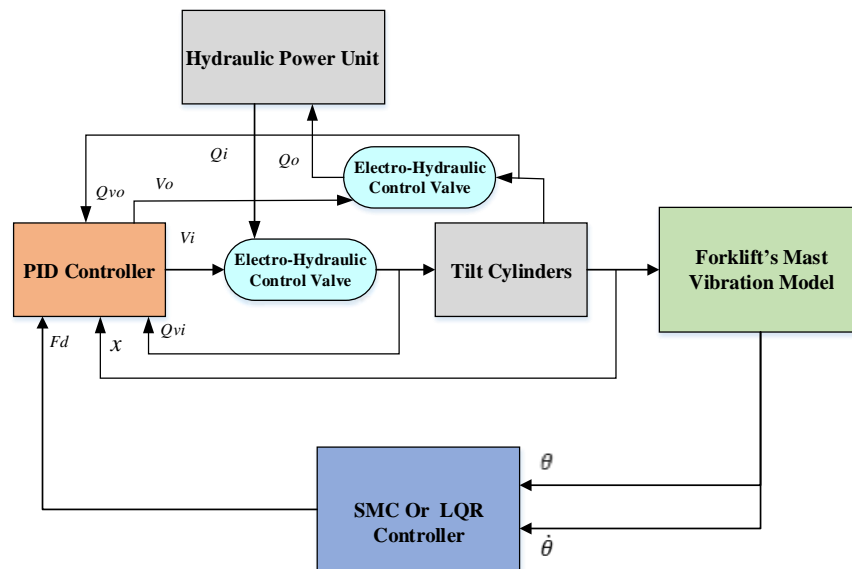 Hydraulic Power Unit
Qi
Qo
Electro-Hydraulic
Control Valve
Qvo
Vo
PID Controller
Vi
Electro-Hydraulic
Control Valve
Tilt Cylinders
Forklift's Mast
Vibration Model
Fd
x
Qvi
θ
SMC Or LQR
Controller
θ̇